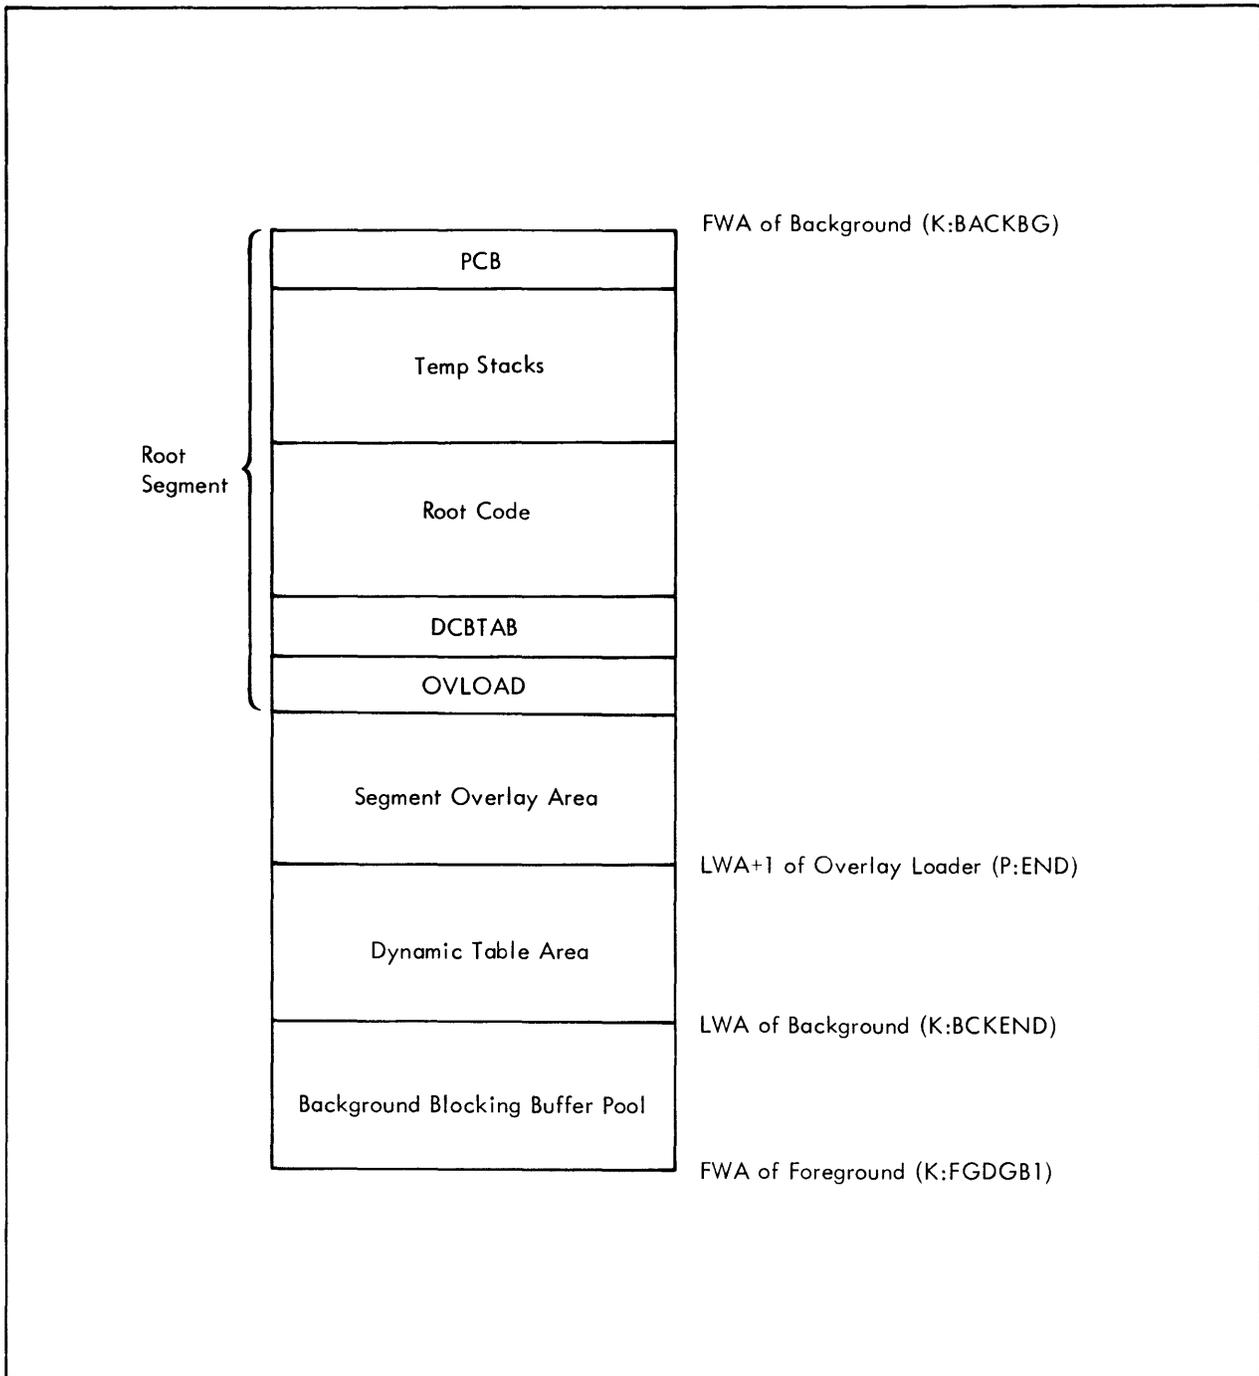 FWA of Background (K:BACKBG)
PCB
Temp Stacks
Root
Segment
Root Code
DCBTAB
OVLOAD
Segment Overlay Area
LWA+1 of Overlay Loader (P:END)
Dynamic Table Area
LWA of Background (K:BCKEND)
Background Blocking Buffer Pool
FWA of Foreground (K:FGDGB1)